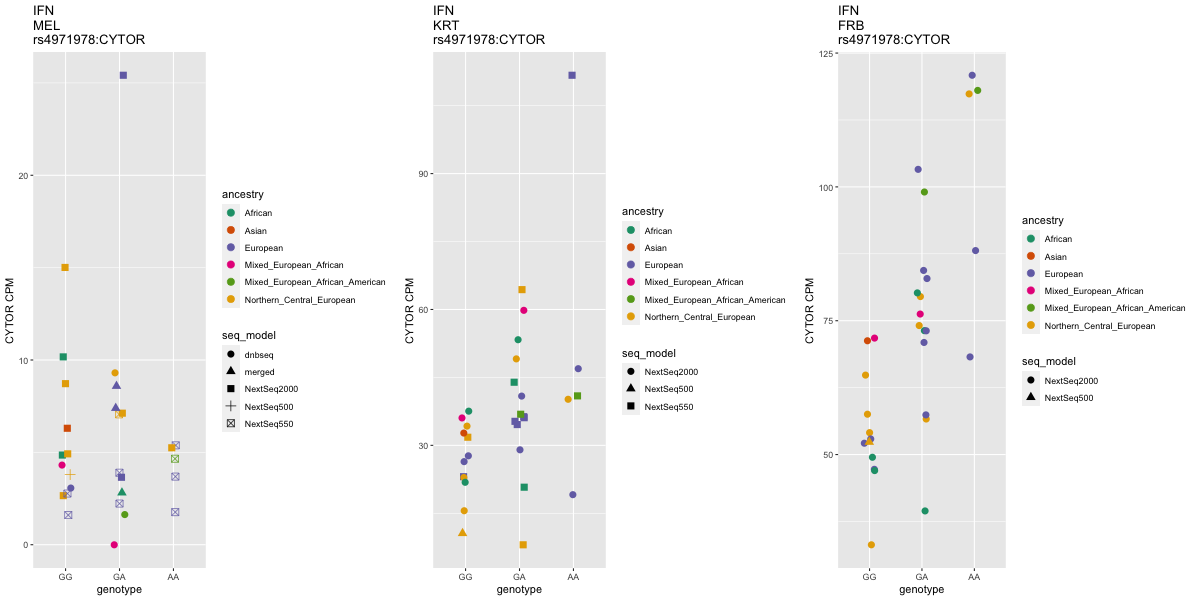 IFN
MEL
rs4971978:CYTOR
CYTOR CPM
20
10
0
GG
GA
AA
genotype
ancestry
African
Asian
European
Mixed_European_African
Mixed_European_African_American
Northern_Central_European
seq_model
dnbseq
merged
NextSeq2000
NextSeq500
NextSeq550
IFN
KRT
rs4971978:CYTOR
CYTOR CPM
90
60
30
GG
GA
AA
genotype
ancestry
African
Asian
European
Mixed_European_African
Mixed_European_African_American
Northern_Central_European
seq_model
NextSeq2000
NextSeq500
NextSeq550
IFN
FRB
rs4971978:CYTOR
CYTOR CPM
125
100
75
50
GG
GA
AA
genotype
ancestry
African
Asian
European
Mixed_European_African
Mixed_European_African_American
Northern_Central_European
seq_model
NextSeq2000
NextSeq500